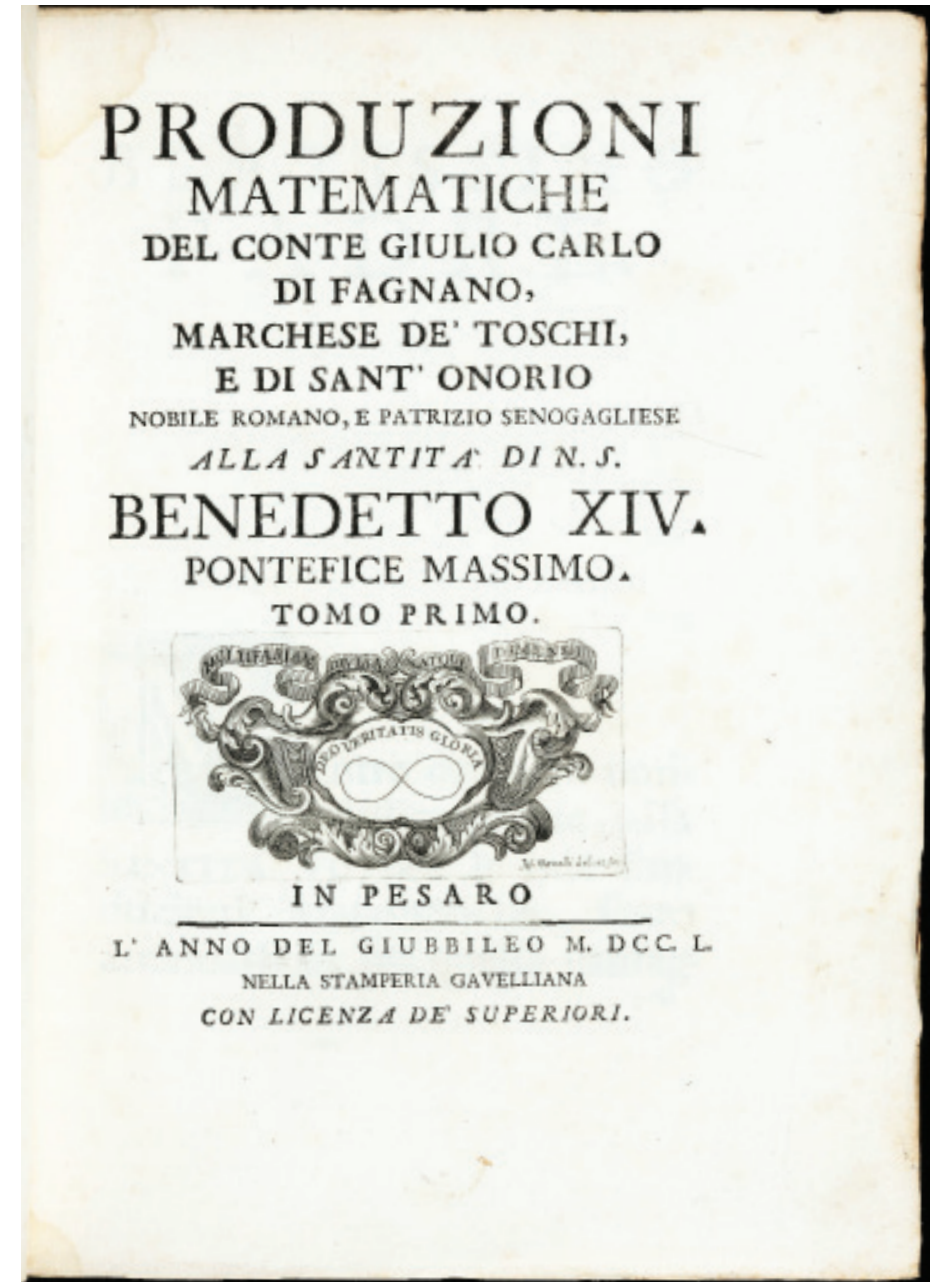 PRODUZIONI
MATEMATICHE
DEL CONTE GIULIO CARLO
DI FAGNANO,
MARCHESE DE' TOSCHI,
E DI SANT' ONORIO
NOBILE ROMANO, E PATRIZIO SENOGAGLIESE
ALLA SANTITA' DI N. S.
BENEDETTO XIV.
PONTEFICE MASSIMO.
TOMO PRIMO.
DEO VERITATIS GLORIA
IN PESARO
L' ANNO DEL GIUBBILEO M. DCC. L.
NELLA STAMPERIA GAVELLIANA
CON LICENZA DE' SUPERIORI.